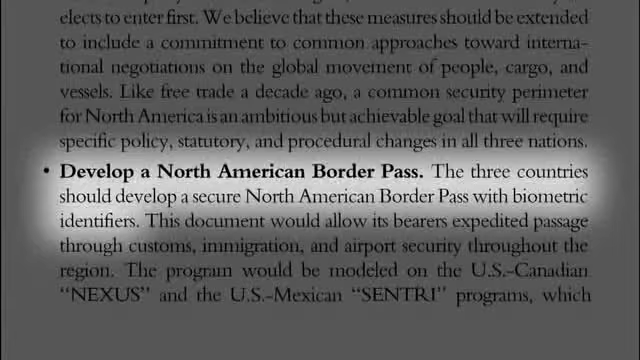 elects to enter first. We believe that these measures should be extended
to include a commitment to common approaches toward interna-
tional negotiations on the global movement of people, cargo, and
vessels. Like free trade a decade ago, a common security perimeter
for North America is an ambitious but achievable goal that will require
specific policy, statutory, and procedural changes in all three nations.
• Develop a North American Border Pass. The three countries
should develop a secure North American Border Pass with biometric
identifiers. This document would allow its bearers expedited passage
through customs, immigration, and airport security throughout the
region. The program would be modeled on the U.S.–Canadian
“NEXUS” and the U.S.–Mexican “SENTRI” programs, which